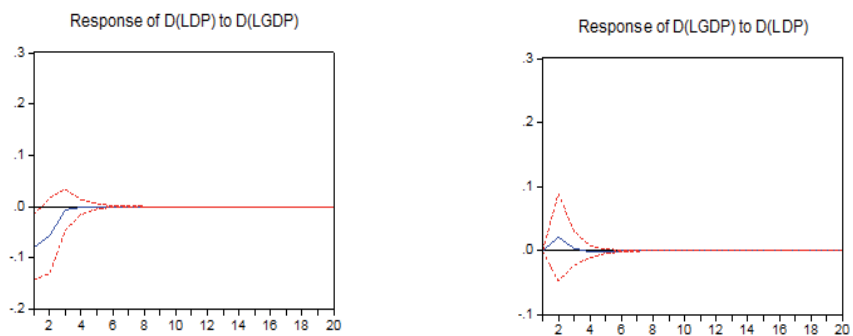 Response of D(LDP) to D(LGDP)
.3
.2
.1
.0
-.1
-.2
2 4 6 8 10 12 14 16 18 20
Response of D(LGDP) to D(LDP)
.3
.2
.1
.0
-.1
2 4 6 8 10 12 14 16 18 20